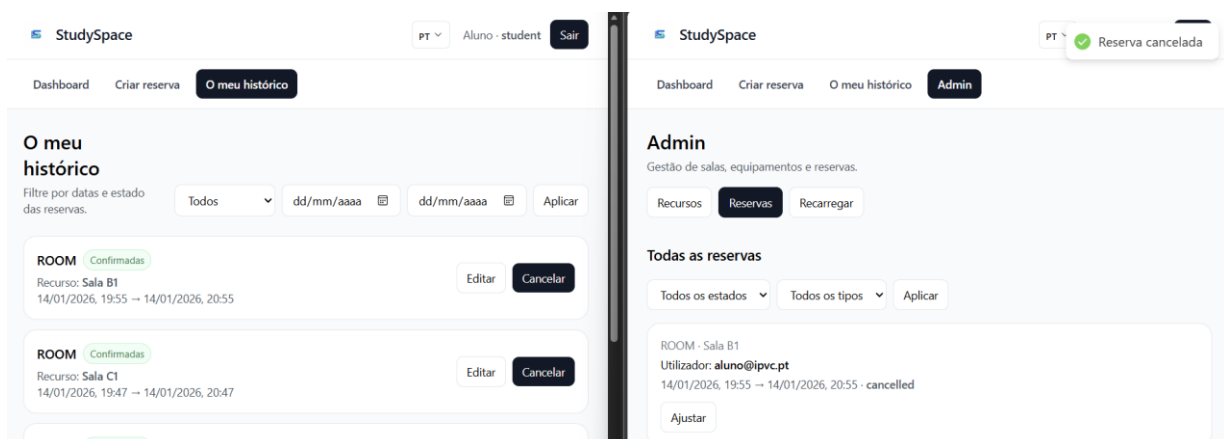 StudySpace
PT
Aluno · student
Sair
Dashboard
Criar reserva
O meu histórico
O meu
histórico
Filtre por datas e estado
das reservas.
Todos
dd/mm/aaaa
dd/mm/aaaa
Aplicar
ROOM
Confirmadas
Recurso: Sala B1
14/01/2026, 19:55 → 14/01/2026, 20:55
Editar
Cancelar
ROOM
Confirmadas
Recurso: Sala C1
14/01/2026, 19:47 → 14/01/2026, 20:47
Editar
Cancelar
StudySpace
PT
Reserva cancelada
Dashboard
Criar reserva
O meu histórico
Admin
Admin
Gestão de salas, equipamentos e reservas.
Recursos
Reservas
Recarregar
Todas as reservas
Todos os estados
Todos os tipos
Aplicar
ROOM · Sala B1
Utilizador: aluno@ipvc.pt
14/01/2026, 19:55 → 14/01/2026, 20:55 · cancelled
Ajustar